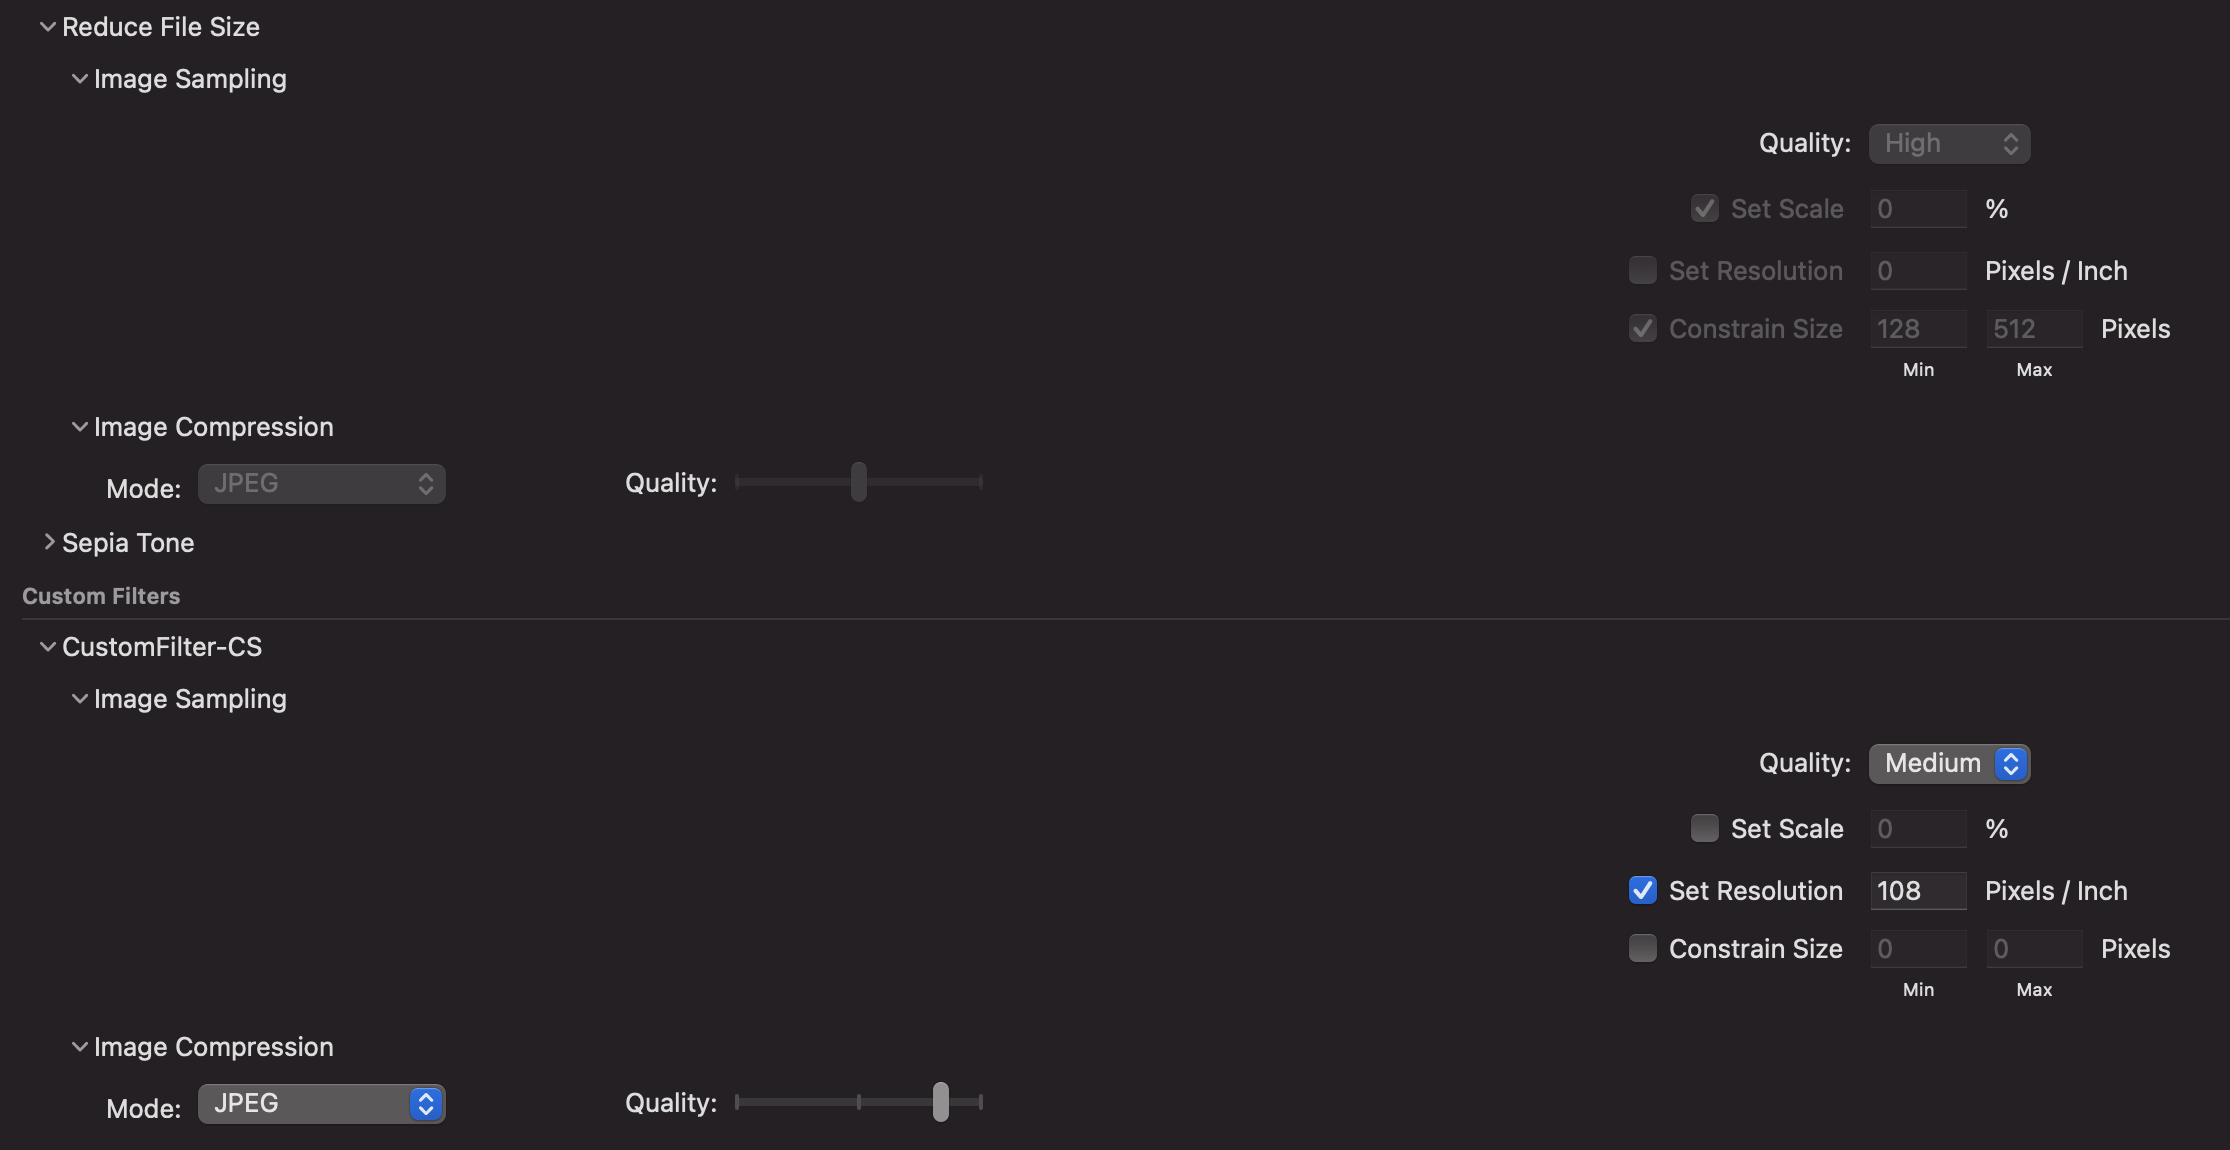 Reduce File Size
Image Sampling
Quality: High
Set Scale 0 %
Set Resolution 0 Pixels / Inch
Constrain Size 128 512 Pixels
Min Max
Image Compression
Mode: JPEG Quality:
Sepia Tone
Custom Filters
CustomFilter-CS
Image Sampling
Quality: Medium
Set Scale 0 %
Set Resolution 108 Pixels / Inch
Constrain Size 0 0 Pixels
Min Max
Image Compression
Mode: JPEG Quality: